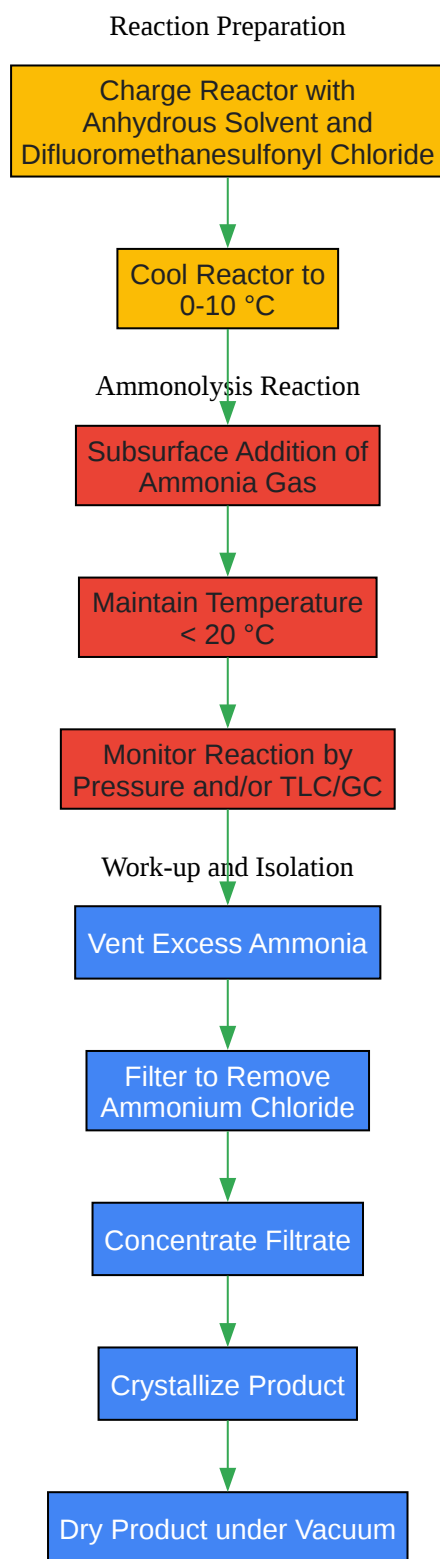 Reaction Preparation
Charge Reactor with
Anhydrous Solvent and
Difluoromethanesulfonyl Chloride
Cool Reactor to
0-10 °C
Ammonolysis Reaction
Subsurface Addition of
Ammonia Gas
Maintain Temperature
< 20 °C
Monitor Reaction by
Pressure and/or TLC/GC
Work-up and Isolation
Vent Excess Ammonia
Filter to Remove
Ammonium Chloride
Concentrate Filtrate
Crystallize Product
Dry Product under Vacuum